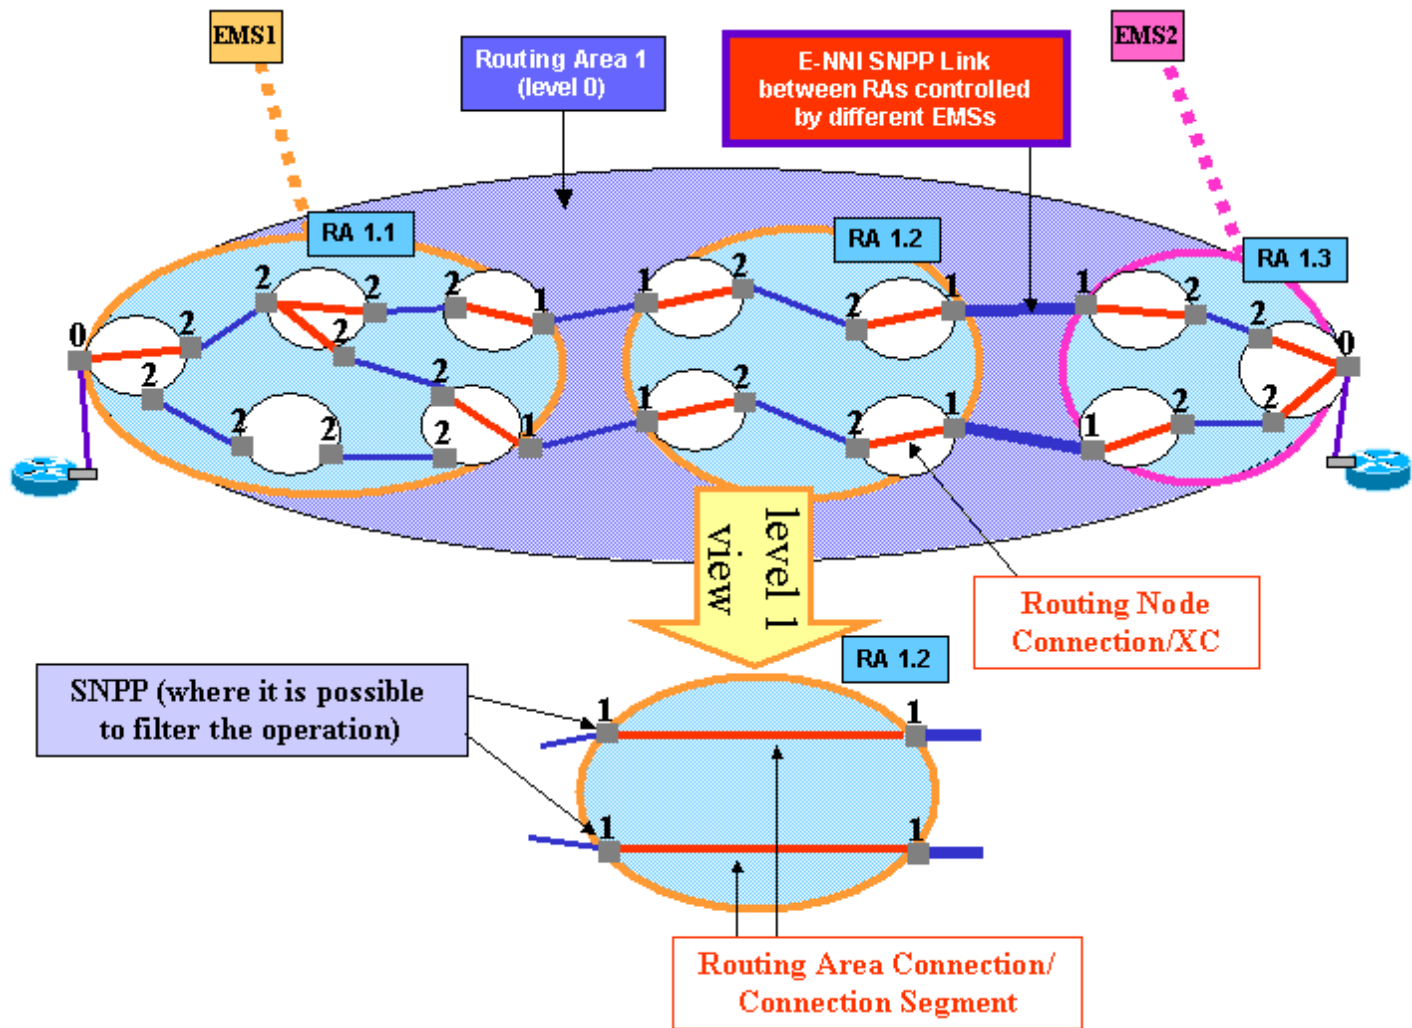 EMS1
EMS2
Routing Area 1
(level 0)
E-NNI SNPP Link
between RAs controlled
by different EMSs
RA 1.1
RA 1.2
RA 1.3
2
2
2
1
1
2
2
1
1
2
2
0
2
2
2
2
2
2
1
1
2
2
1
1
2
2
0
level 1
view
Routing Node
Connection/XC
RA 1.2
SNPP (where it is possible
to filter the operation)
1
1
1
1
Routing Area Connection/
Connection Segment